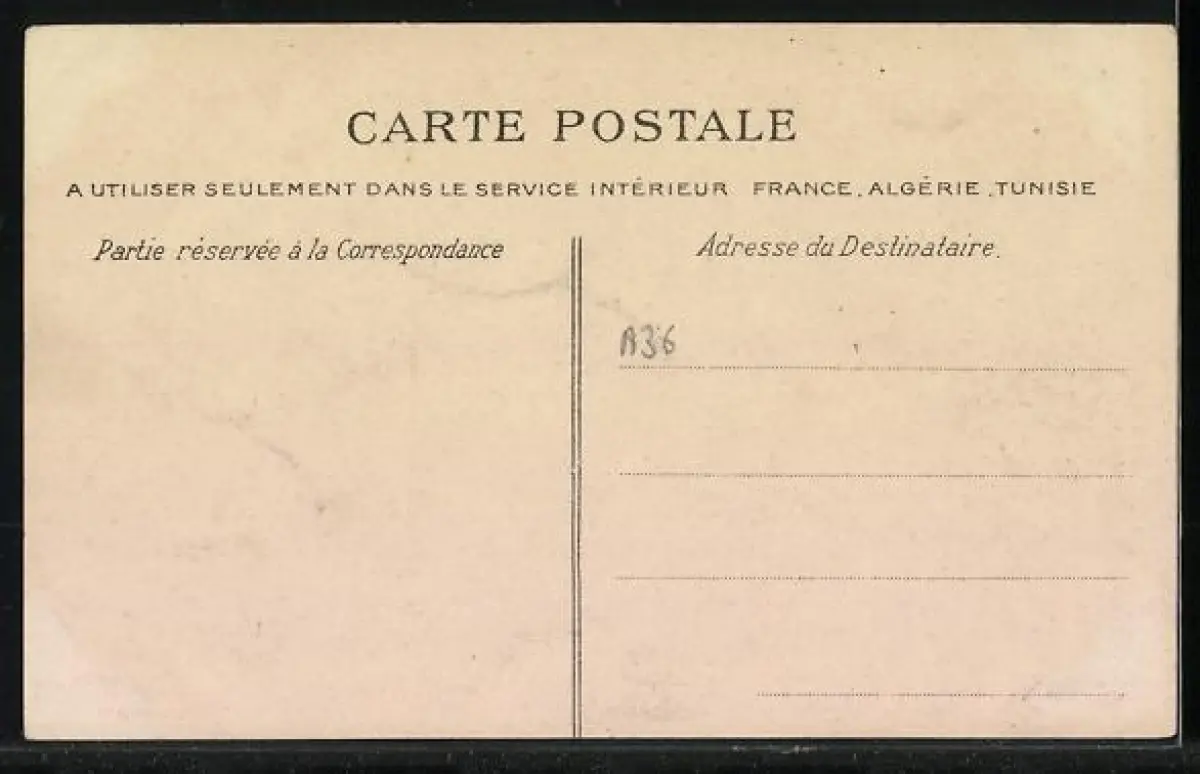 CARTE POSTALE
A UTILISER SEULEMENT DANS LE SERVICE INTÉRIEUR FRANCE. ALGÉRIE .TUNISIE
Partie réservée à la Correspondance
Adresse du Destinataire.
A36